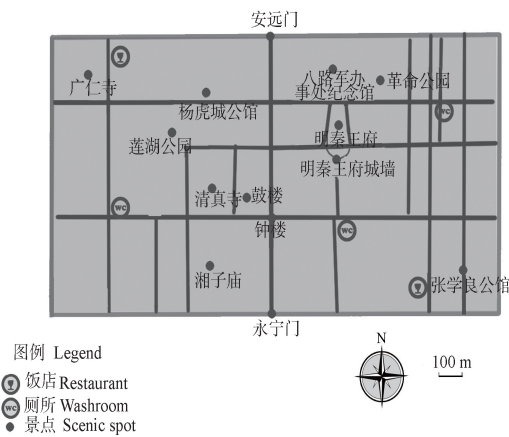 安远门
广仁寺
八路军办
事处纪念馆
革命公园
杨虎城公馆
WC
莲湖公园
明秦王府
明秦王府城墙
清真寺
鼓楼
WC
钟楼
WC
湘子庙
张学良公馆
永宁门
图例 Legend
饭店 Restaurant
WC 厕所 Washroom
景点 Scenic spot
N
100 m